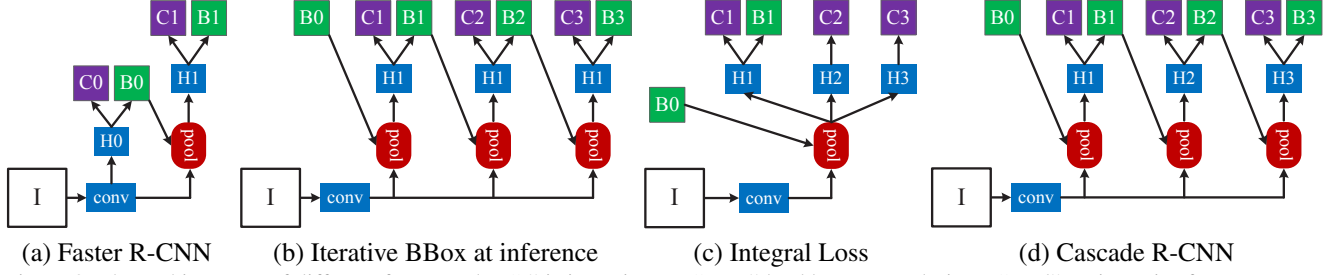 C1 B1
C0 B0
H1
H0
pool
I
conv
(a) Faster R-CNN
B0 C1 B1 C2 B2 C3 B3
H1 H1 H1
pool pool pool
I
conv
(b) Iterative BBox at inference
C1 B1 C2 C3
H1 H2 H3
B0
pool
I
conv
(c) Integral Loss
B0 C1 B1 C2 B2 C3 B3
H1 H2 H3
pool pool pool
I
conv
(d) Cascade R-CNN